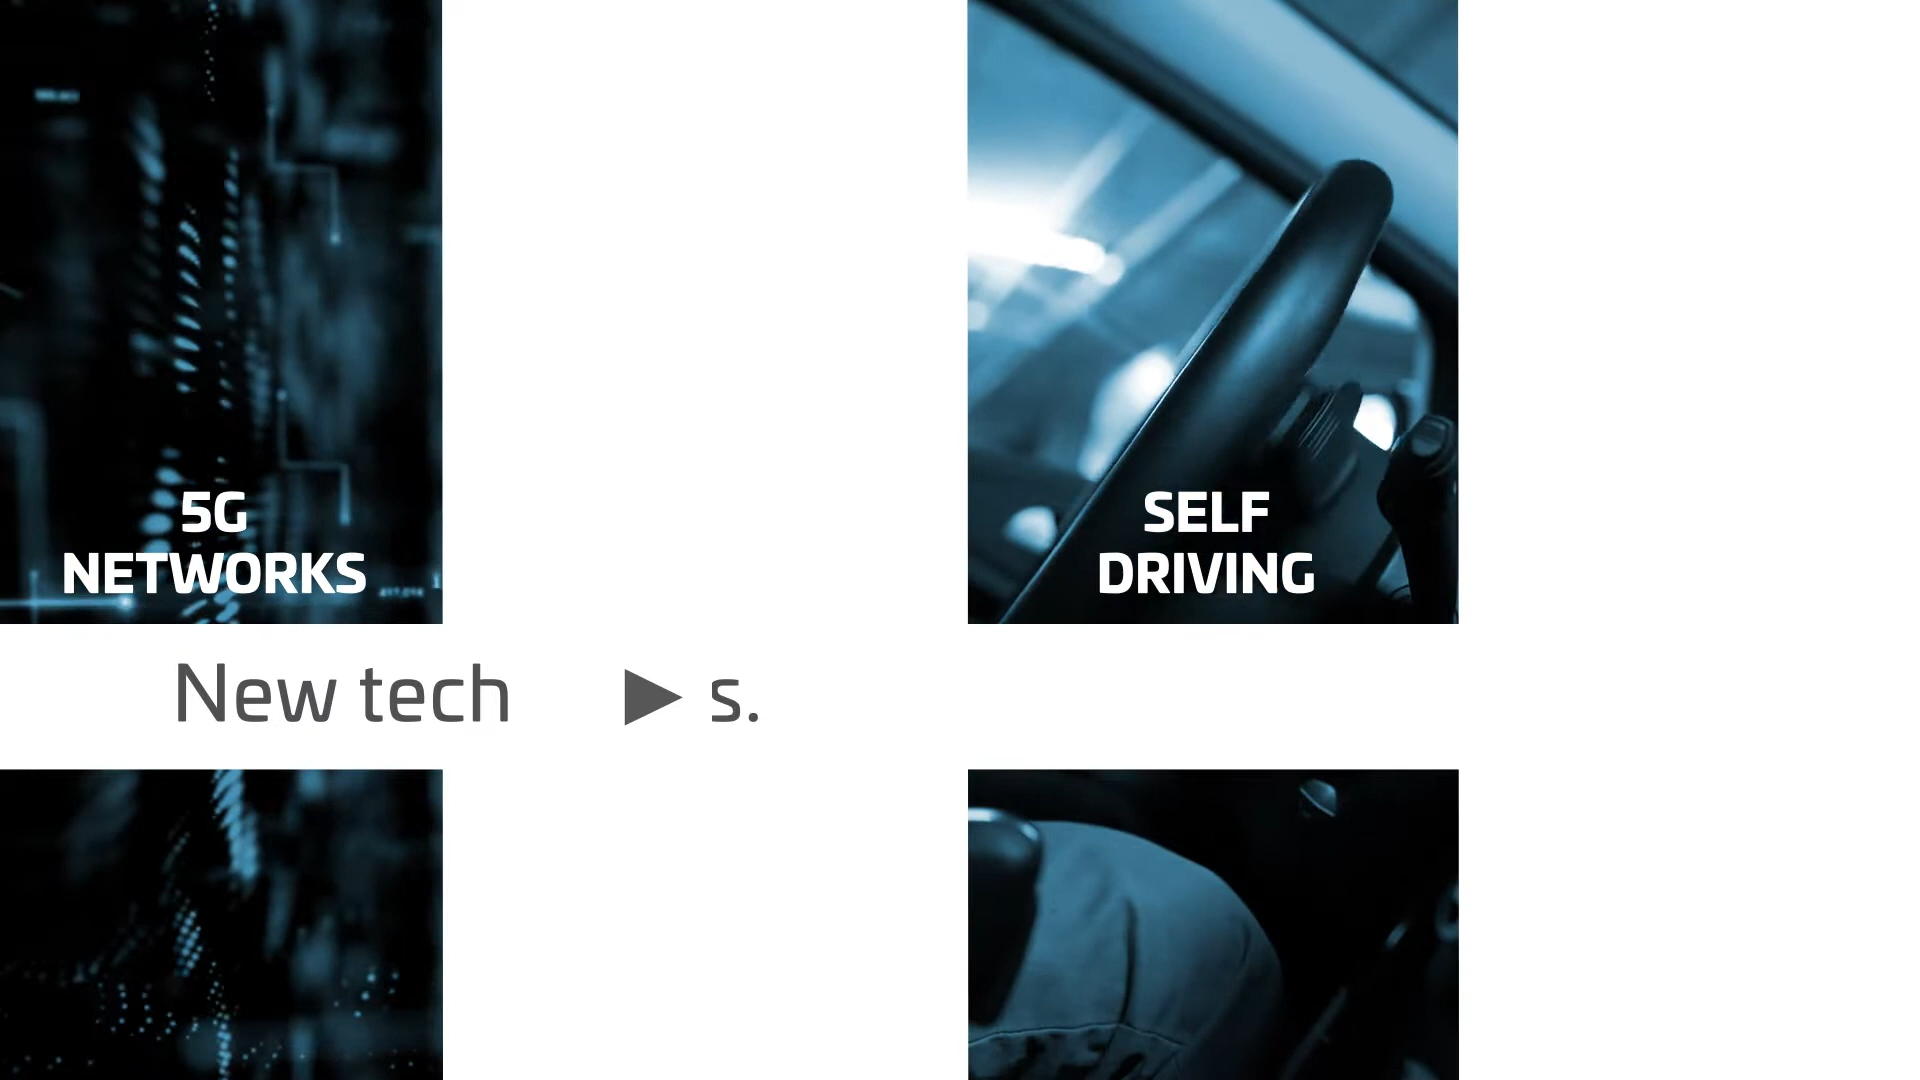 5G
NETWORKS
SELF
DRIVING
New tech ▶ s.